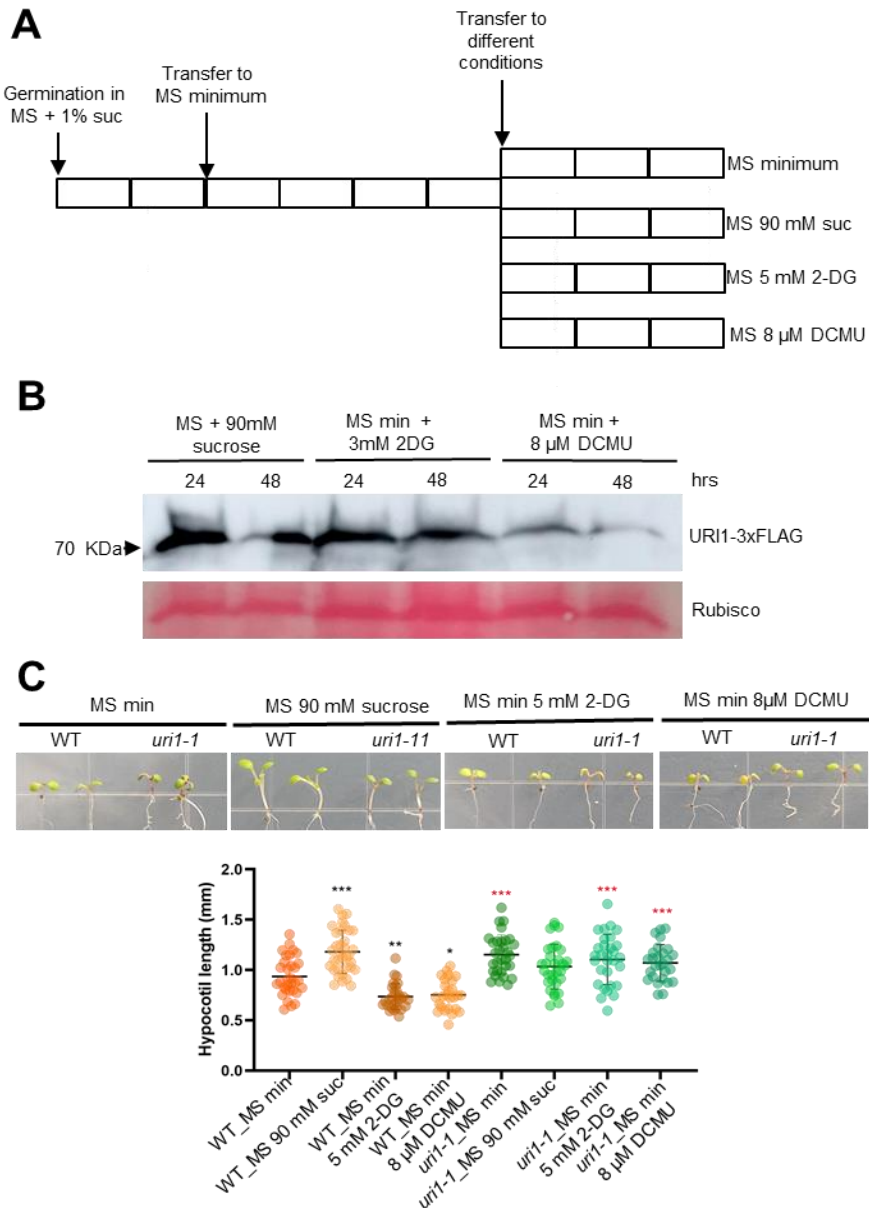 A
Transfer to
different
conditions
Transfer to
MS minimum
Germination in
MS + 1% suc
MS minimum
MS 90 mM suc
MS 5 mM 2-DG
MS 8 µM DCMU
B
MS + 90mM
sucrose
MS min +
3mM 2DG
MS min +
8 µM DCMU
24 48 24 48 24 48 hrs
70 KDa
URI1-3xFLAG
Rubisco
C
MS min
MS 90 mM sucrose
MS min 5 mM 2-DG
MS min 8µM DCMU
WT uri1-1 WT uri1-11 WT uri1-1 WT uri1-1
Hypocotil length (mm)
2.0
1.5
1.0
0.5
0.0
*** ** * *** *** ***
WT_MS min
WT_MS 90 mM suc
WT_MS min
5 mM 2-DG
WT_MS min
8 µM DCMU
uri1-1_MS min
uri1-1_MS 90 mM suc
uri1-1_MS min
5 mM 2-DG
uri1-1_MS min
8 µM DCMU